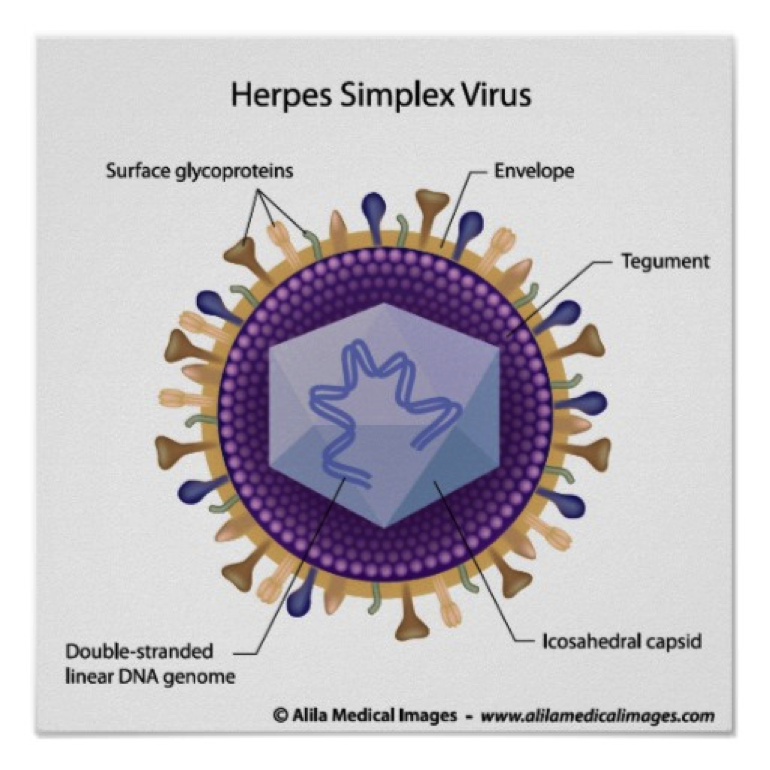 Herpes Simplex Virus
Surface glycoproteins
Envelope
Tegument
Double-stranded
linear DNA genome
Icosahedral capsid
© Alila Medical Images - www.alilamedicalimages.com